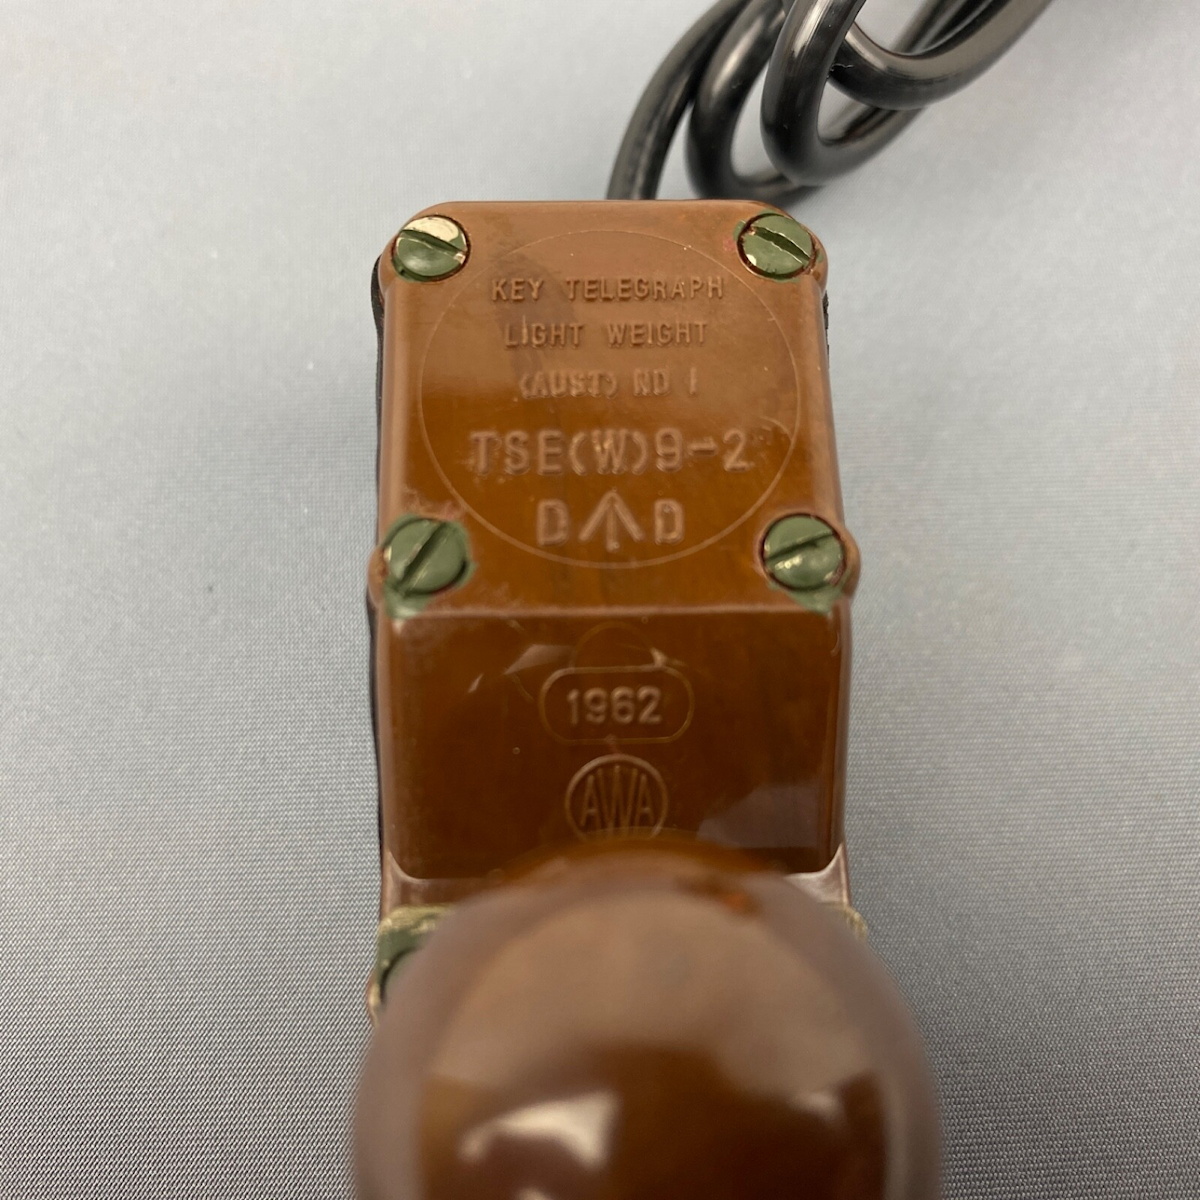 KEY TELEGRAPH
LIGHT WEIGHT
(AUST) NO 1
TSE(W)9-2
D D
1962
AWA